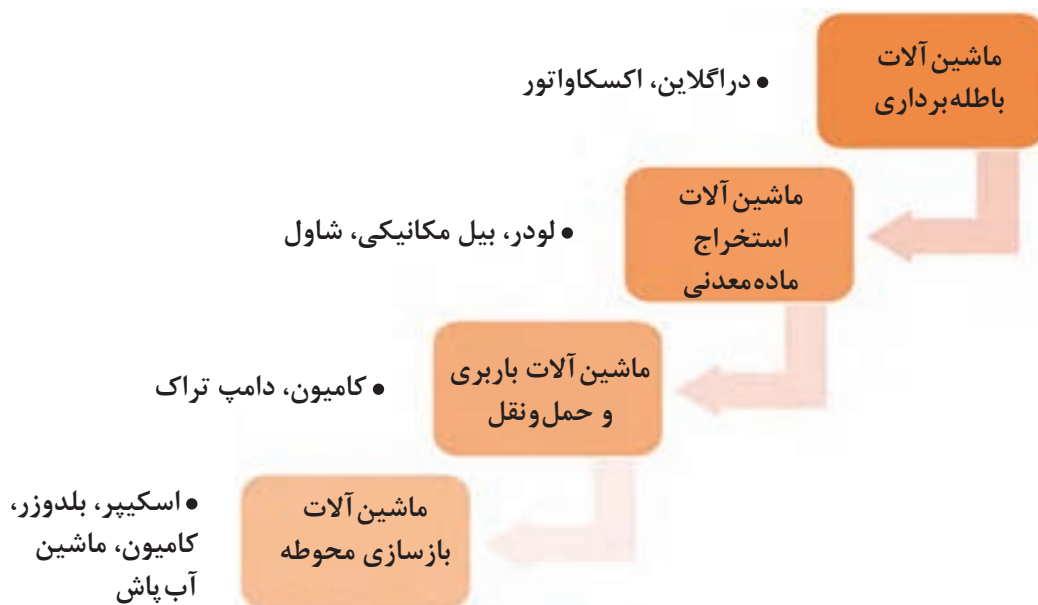 ماشین‌آلات
باطله‌برداری
● دراگلاین، اکسکاواتور
ماشین‌آلات
استخراج
ماده‌معدنی
● لودر، بیل مکانیکی، شاول
ماشین‌آلات باربری
و حمل‌ونقل
● کامیون، دامپ تراک
ماشین‌آلات
بازسازی محوطه
● اسکیپر، بلدوزر،
کامیون، ماشین
آب‌پاش